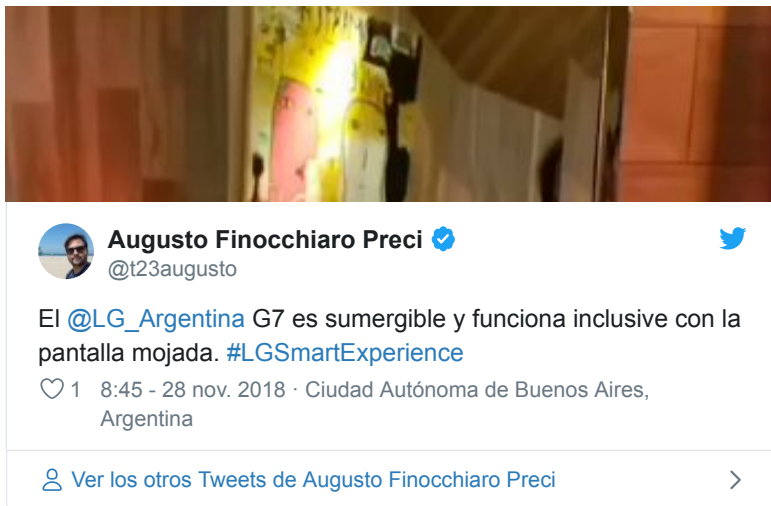 Augusto Finocchiaro Preci
@t23augusto
El @LG_Argentina G7 es sumergible y funciona inclusive con la
pantalla mojada. #LGSmartExperience
1 8:45 - 28 nov. 2018 · Ciudad Autónoma de Buenos Aires,
Argentina
Ver los otros Tweets de Augusto Finocchiaro Preci